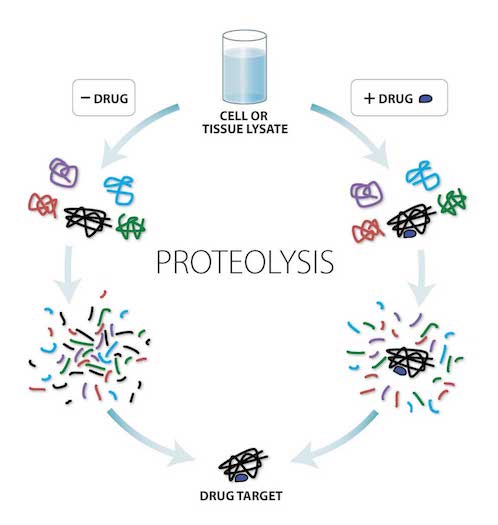 − DRUG
+ DRUG
CELL OR
TISSUE LYSATE
PROTEOLYSIS
DRUG TARGET